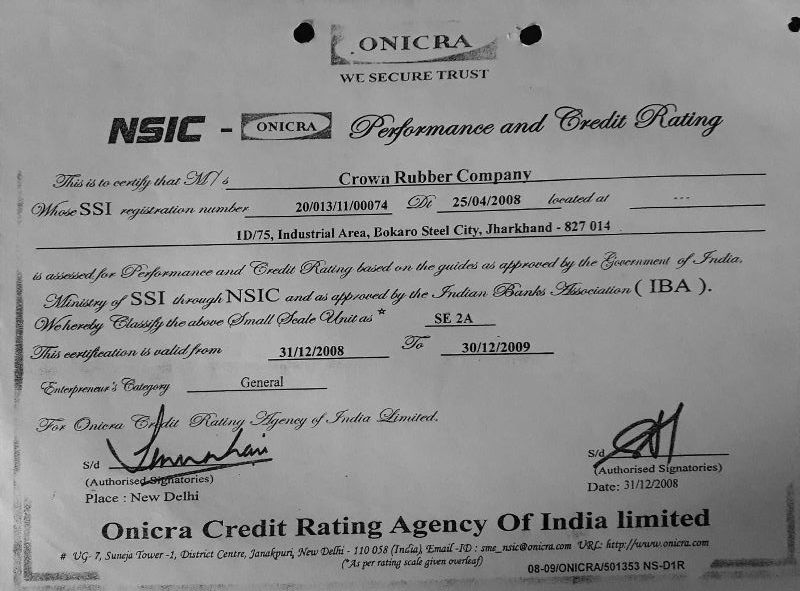 ONICRA
WE SECURE TRUST
NSIC - ONICRA Performance and Credit Rating
This is to certify that M/s Crown Rubber Company
Whose SSI registration number 20/013/11/00074 Dt 25/04/2008 located at ---
ID/75, Industrial Area, Bokaro Steel City, Jharkhand - 827 014
is assessed for Performance and Credit Rating based on the guides as approved by the Government of India.
Ministry of SSI through NSIC and as approved by the Indian Banks Association ( IBA ).
We hereby Classify the above Small Scale Unit as * SE 2A
This certification is valid from 31/12/2008 To 30/12/2009
Enterpreneur's Category General
For Onicra Credit Rating Agency of India Limited.
S/d S/d
(Authorised Signatories) (Authorised Signatories)
Place : New Delhi Date: 31/12/2008
Onicra Credit Rating Agency Of India limited
# UG- 7, Suneja Tower -1, District Centre, Janakpuri, New Delhi - 110 058 (India), Email -ID : sme_nsic@onicra.com URL: http://www.onicra.com
(*As per rating scale given overleaf)
08-09/ONICRA/501353 NS-D1R